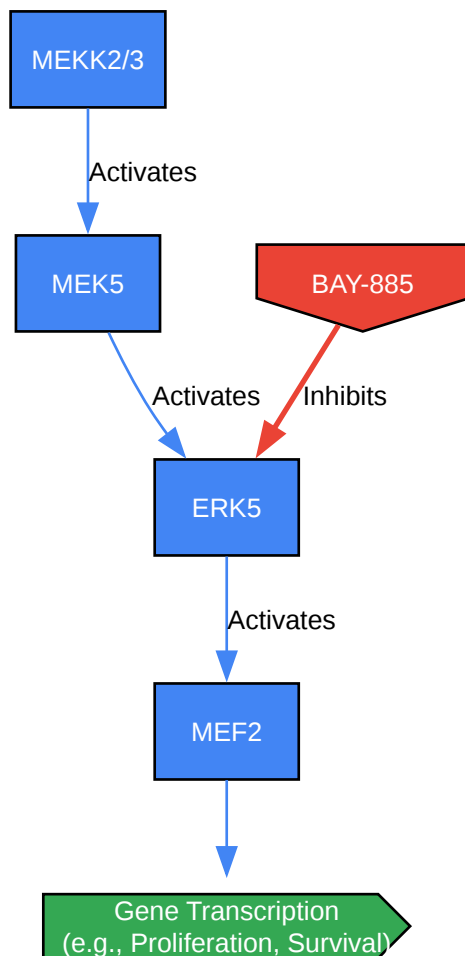 MEKK2/3
Activates
MEK5
BAY-885
Activates
Inhibits
ERK5
Activates
MEF2
Gene Transcription
(e.g., Proliferation, Survival)